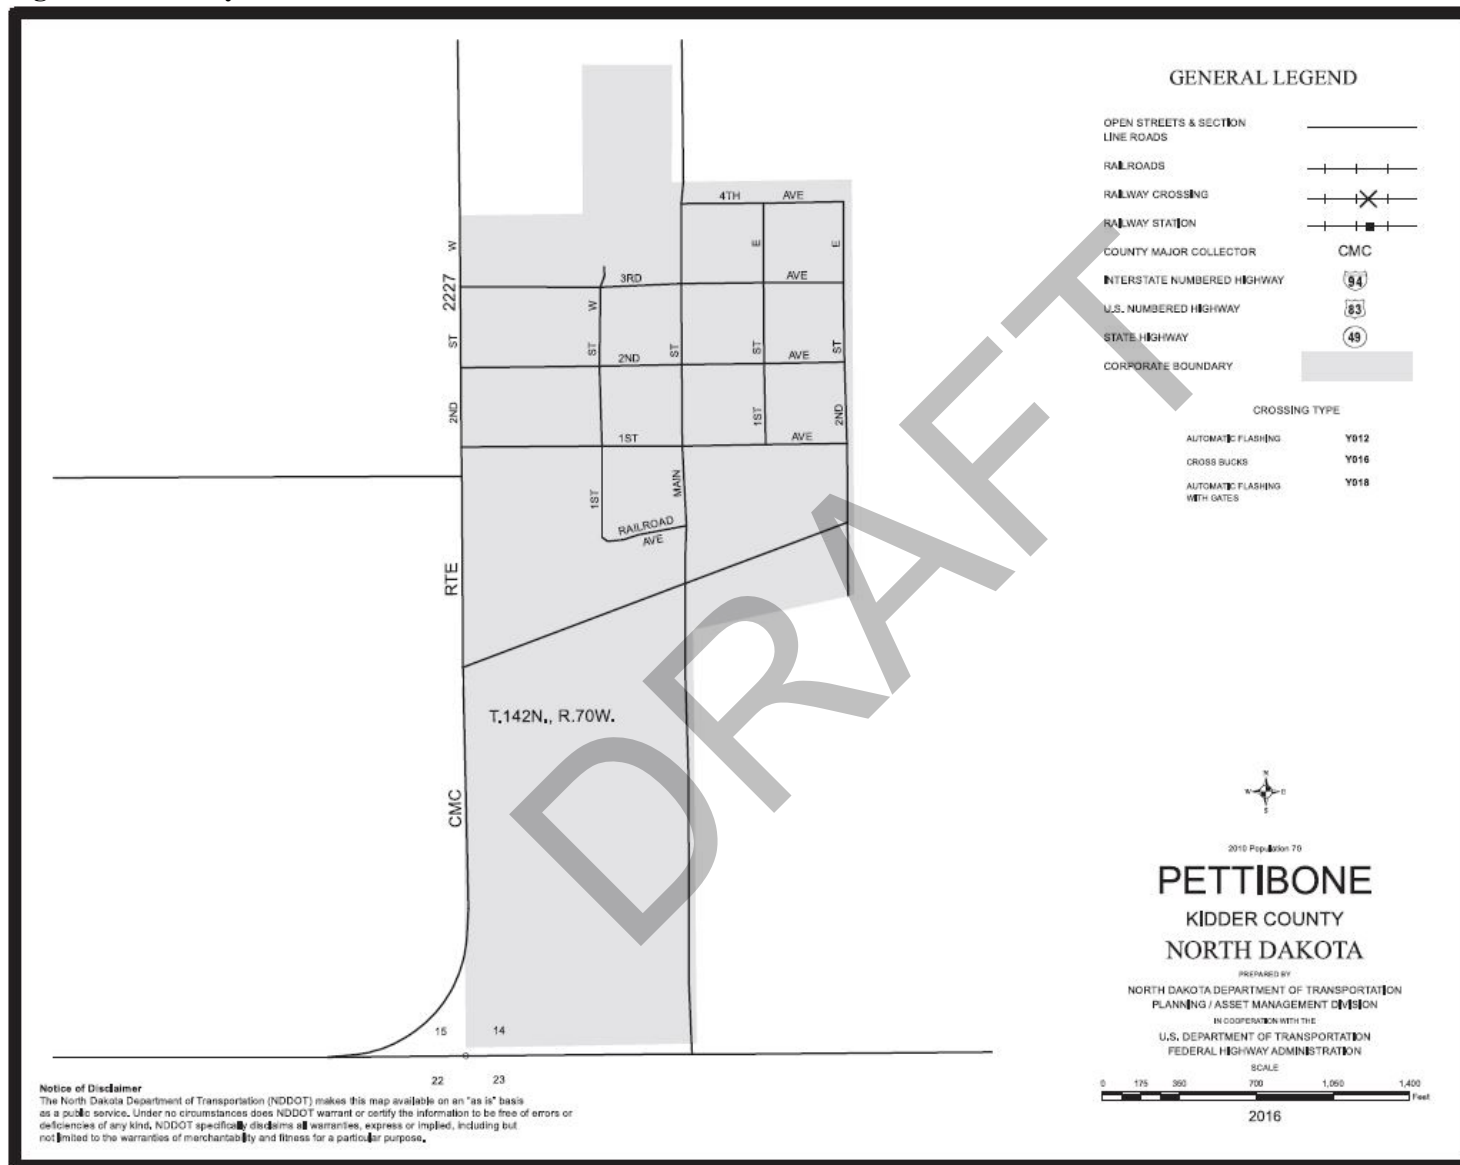 GENERAL LEGEND
OPEN STREETS & SECTION
LINE ROADS
RAILROADS
RAILWAY CROSSING
RAILWAY STATION
COUNTY MAJOR COLLECTOR CMC
INTERSTATE NUMBERED HIGHWAY 94
U.S. NUMBERED HIGHWAY 83
STATE HIGHWAY 49
CORPORATE BOUNDARY
CROSSING TYPE
AUTOMATIC FLASHING Y012
CROSS BUCKS Y016
AUTOMATIC FLASHING Y018
WITH GATES
4TH AVE
3RD AVE
2ND AVE
1ST AVE
RAILROAD
AVE
2ND ST W
1ST ST W
MAIN ST
1ST ST E
2ND ST E
CMC RTE 2227
T.142N., R.70W.
15 14
22 23
DRAFT
N
W E
S
2010 Population 70
PETTIBONE
KIDDER COUNTY
NORTH DAKOTA
PREPARED BY
NORTH DAKOTA DEPARTMENT OF TRANSPORTATION
PLANNING / ASSET MANAGEMENT DIVISION
IN COOPERATION WITH THE
U.S. DEPARTMENT OF TRANSPORTATION
FEDERAL HIGHWAY ADMINISTRATION
SCALE
0 175 350 700 1,050 1,400
Feet
2016
Notice of Disclaimer
The North Dakota Department of Transportation (NDDOT) makes this map available on an "as is" basis
as a public service. Under no circumstances does NDDOT warrant or certify the information to be free of errors or
deficiencies of any kind. NDDOT specifically disclaims all warranties, express or implied, including but
not limited to the warranties of merchantability and fitness for a particular purpose.